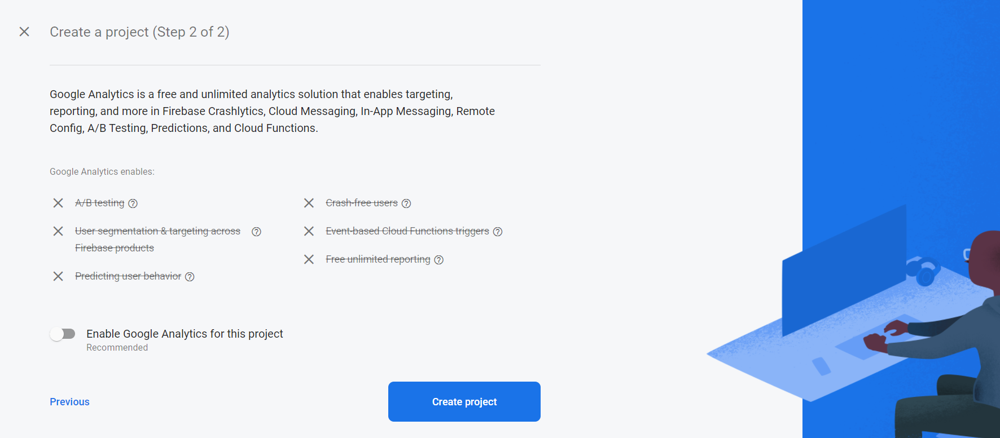 Create a project (Step 2 of 2)
Google Analytics is a free and unlimited analytics solution that enables targeting,
reporting, and more in Firebase Crashlytics, Cloud Messaging, In-App Messaging, Remote
Config, A/B Testing, Predictions, and Cloud Functions.
Google Analytics enables:
A/B testing
User segmentation & targeting across
Firebase products
Predicting user behavior
Crash-free users
Event-based Cloud Functions triggers
Free unlimited reporting
Enable Google Analytics for this project
Recommended
Previous
Create project